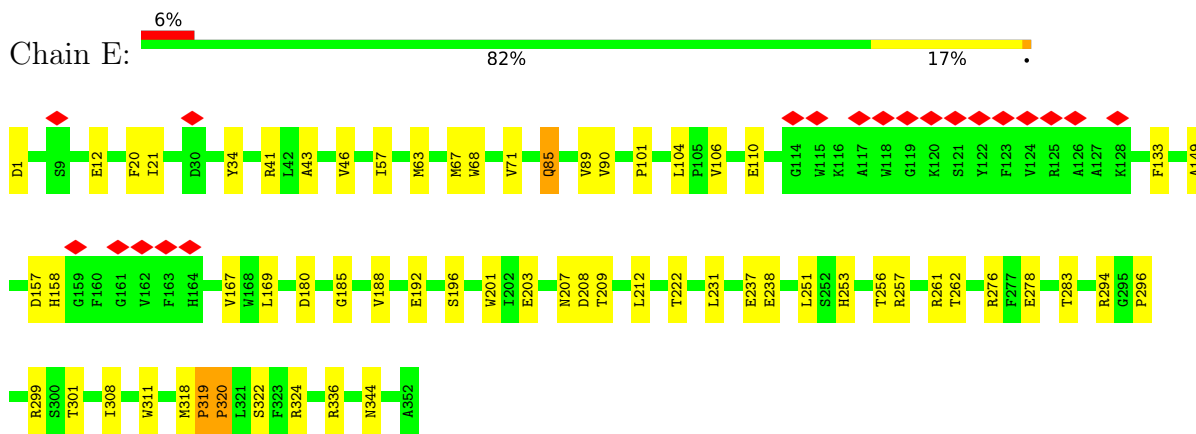 6%
Chain E:
82% 17% •
D1 S9 E12 F20 I21 D30 Y34 R41 L42 A43 V46 I57 M63 M67 W68 V71 Q85 V89 V90 P101 L104 P105 V106 E110 G114 W115 K116 A117 W118 G119 K120 S121 Y122 F123 V124 R125 A126 A127 K128 F133 A149
D157 H158 G159 F160 G161 V162 F163 H164 V167 W168 L169 D180 G185 V188 E192 S196 W201 I202 E203 N207 D208 T209 L212 T222 L231 E237 E238 L251 S252 H253 T256 R257 R261 T262 R276 F277 E278 T283 R294 G295 P296
R299 S300 T301 I308 W311 M318 P319 P320 L321 S322 F323 R324 R336 N344 A352